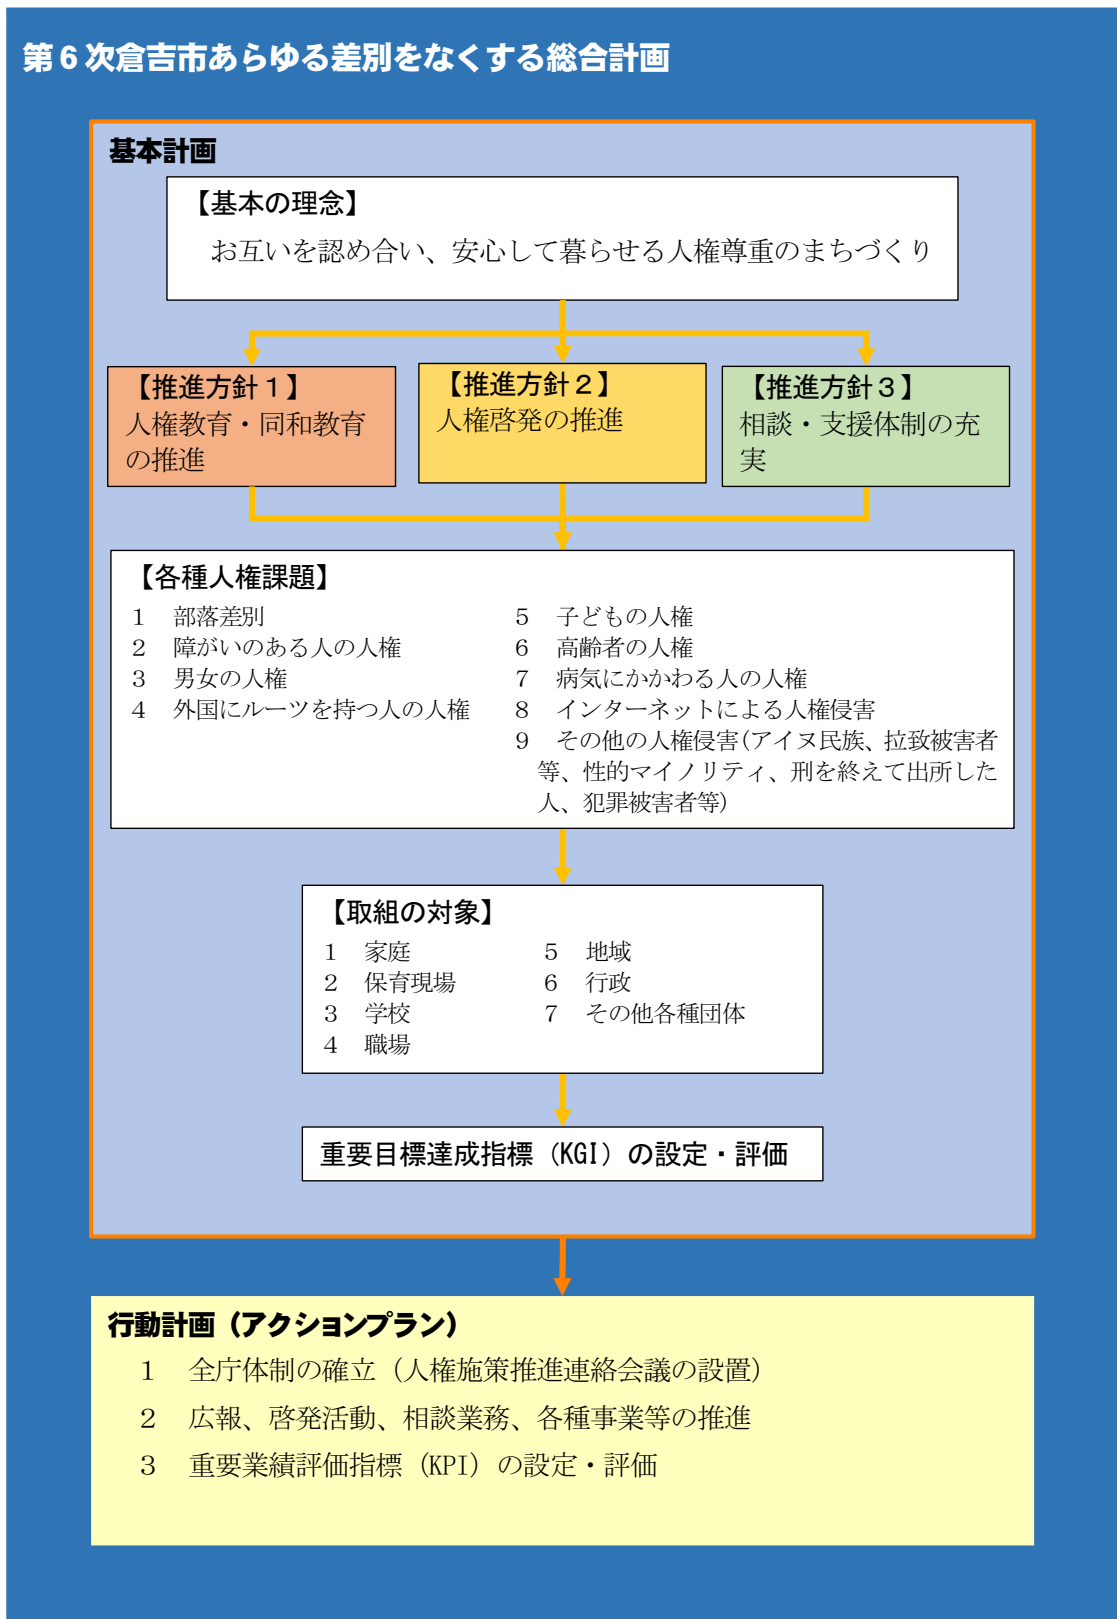 第６次倉吉市あらゆる差別をなくする総合計画
基本計画
【基本の理念】
お互いを認め合い、安心して暮らせる人権尊重のまちづくり
【推進方針１】
人権教育・同和教育
の推進
【推進方針２】
人権啓発の推進
【推進方針３】
相談・支援体制の充
実
【各種人権課題】
１　部落差別
２　障がいのある人の人権
３　男女の人権
４　外国にルーツを持つ人の人権
５　子どもの人権
６　高齢者の人権
７　病気にかかわる人の人権
８　インターネットによる人権侵害
９　その他の人権侵害(アイヌ民族、拉致被害者
等、性的マイノリティ、刑を終えて出所した
人、犯罪被害者等)
【取組の対象】
１　家庭
２　保育現場
３　学校
４　職場
５　地域
６　行政
７　その他各種団体
重要目標達成指標（KGI）の設定・評価
行動計画（アクションプラン）
１　全庁体制の確立（人権施策推進連絡会議の設置）
２　広報、啓発活動、相談業務、各種事業等の推進
３　重要業績評価指標（KPI）の設定・評価